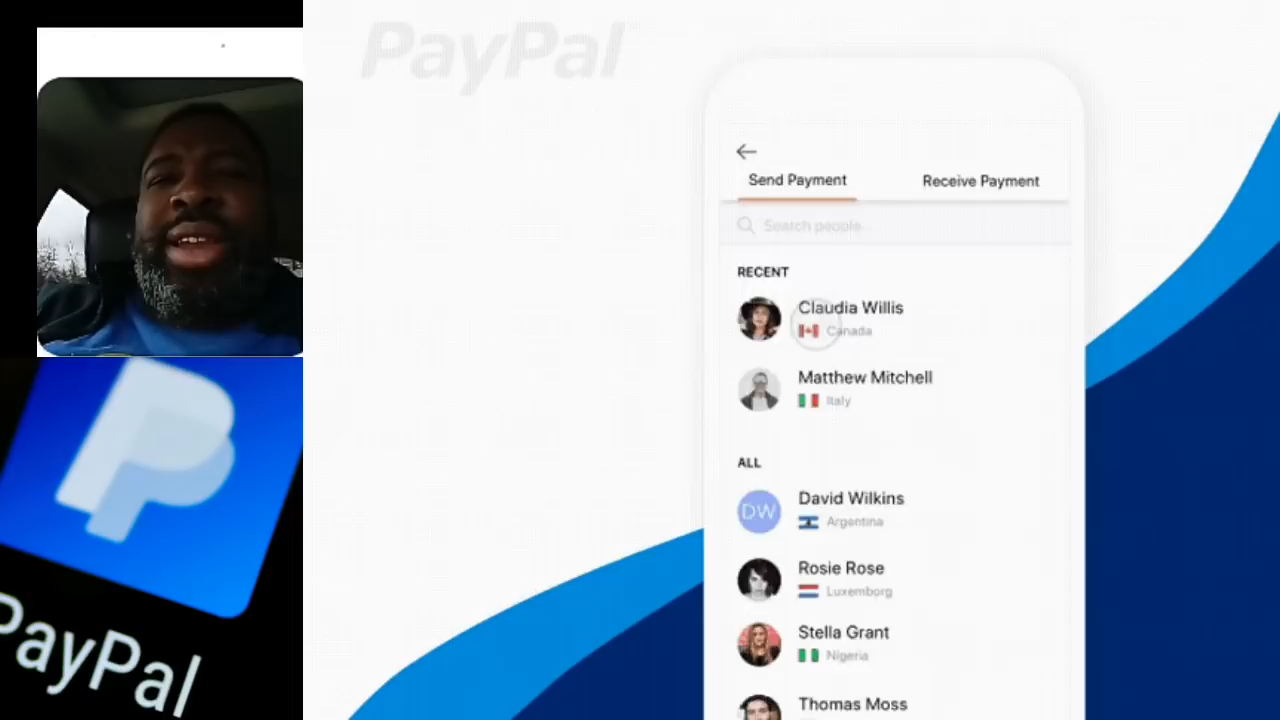 PayPal
PayPal
Send Payment
Receive Payment
Search people...
RECENT
Claudia Willis
Canada
Matthew Mitchell
Italy
ALL
DW
David Wilkins
Argentina
Rosie Rose
Luxemborg
Stella Grant
Nigeria
Thomas Moss